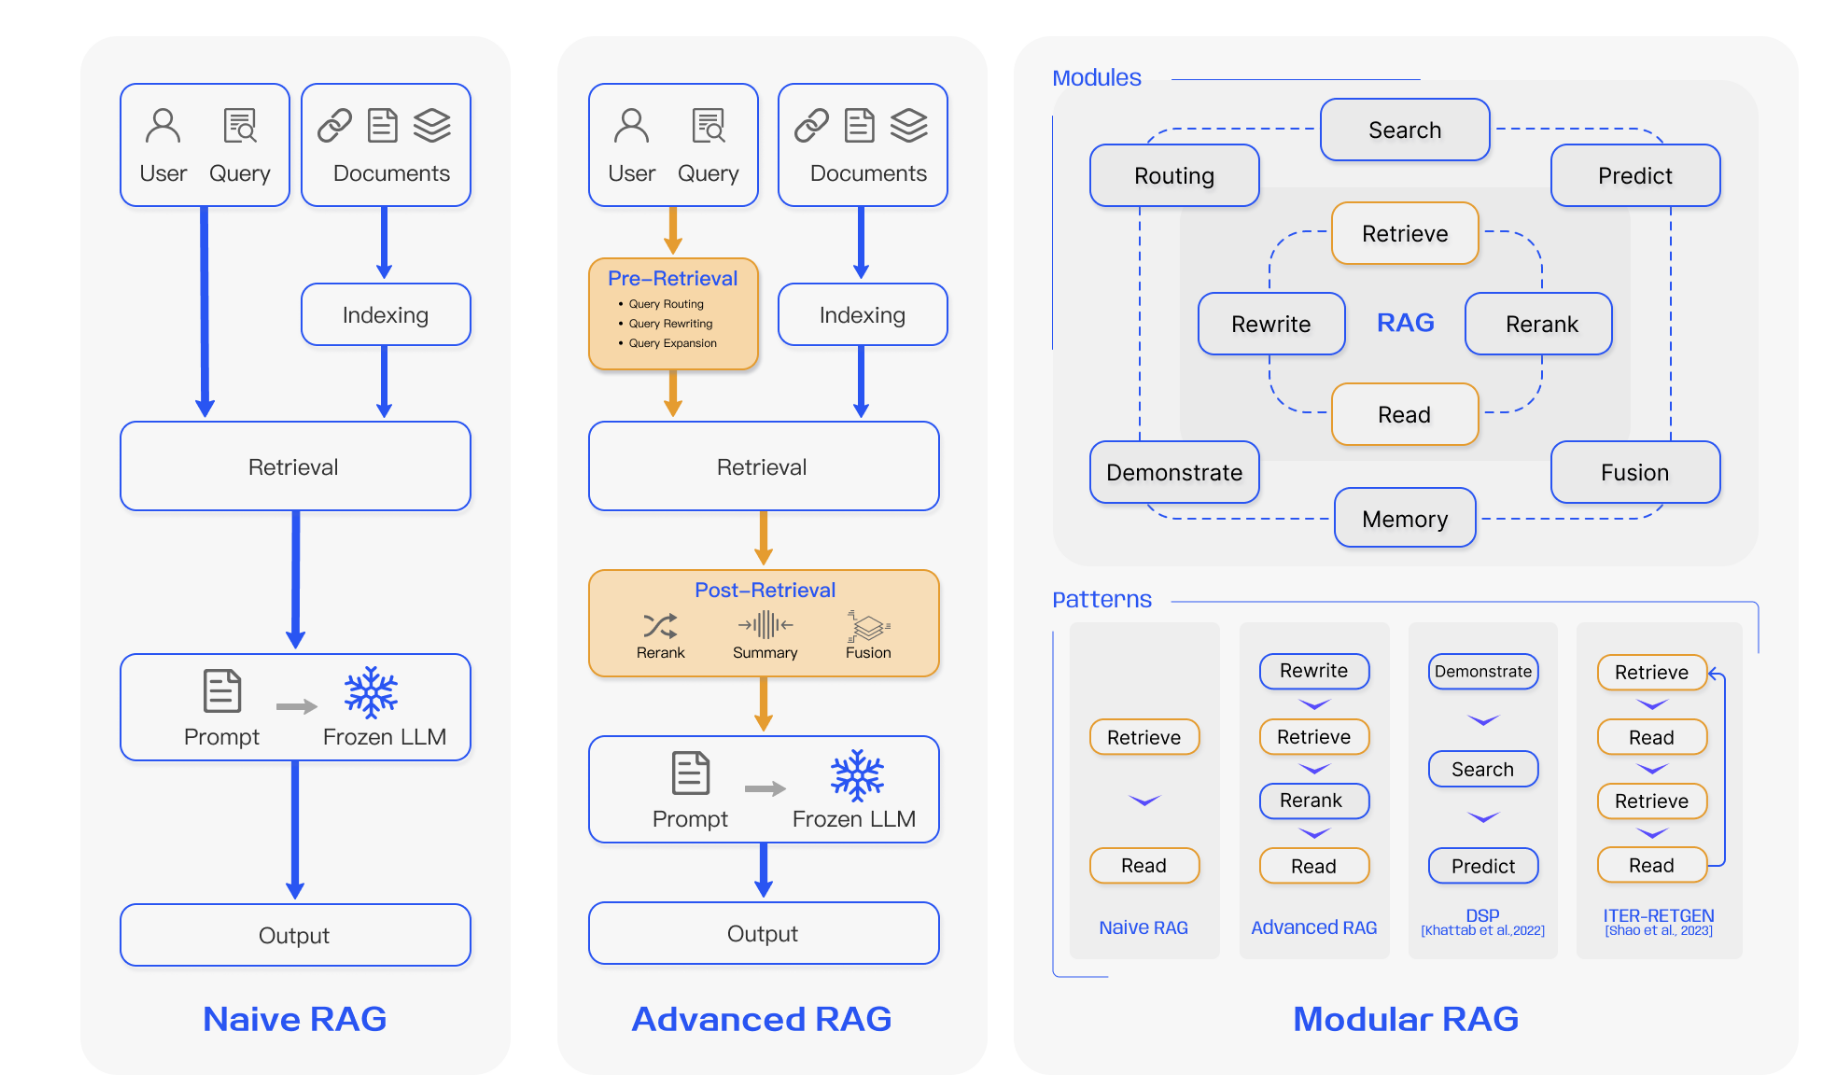 User Query
Documents
Indexing
Retrieval
Prompt
Frozen LLM
Output
Naive RAG
User Query
Documents
Pre-Retrieval
• Query Routing
• Query Rewriting
• Query Expansion
Indexing
Retrieval
Post-Retrieval
Rerank
Summary
Fusion
Prompt
Frozen LLM
Output
Advanced RAG
Modules
Search
Routing
Predict
Retrieve
Rewrite
RAG
Rerank
Read
Demonstrate
Fusion
Memory
Patterns
Retrieve
Read
Naive RAG
Rewrite
Retrieve
Rerank
Read
Advanced RAG
Demonstrate
Search
Predict
DSP
[Khattab et al.,2022]
Retrieve
Read
Retrieve
Read
ITER-RETGEN
[Shao et al., 2023]
Modular RAG